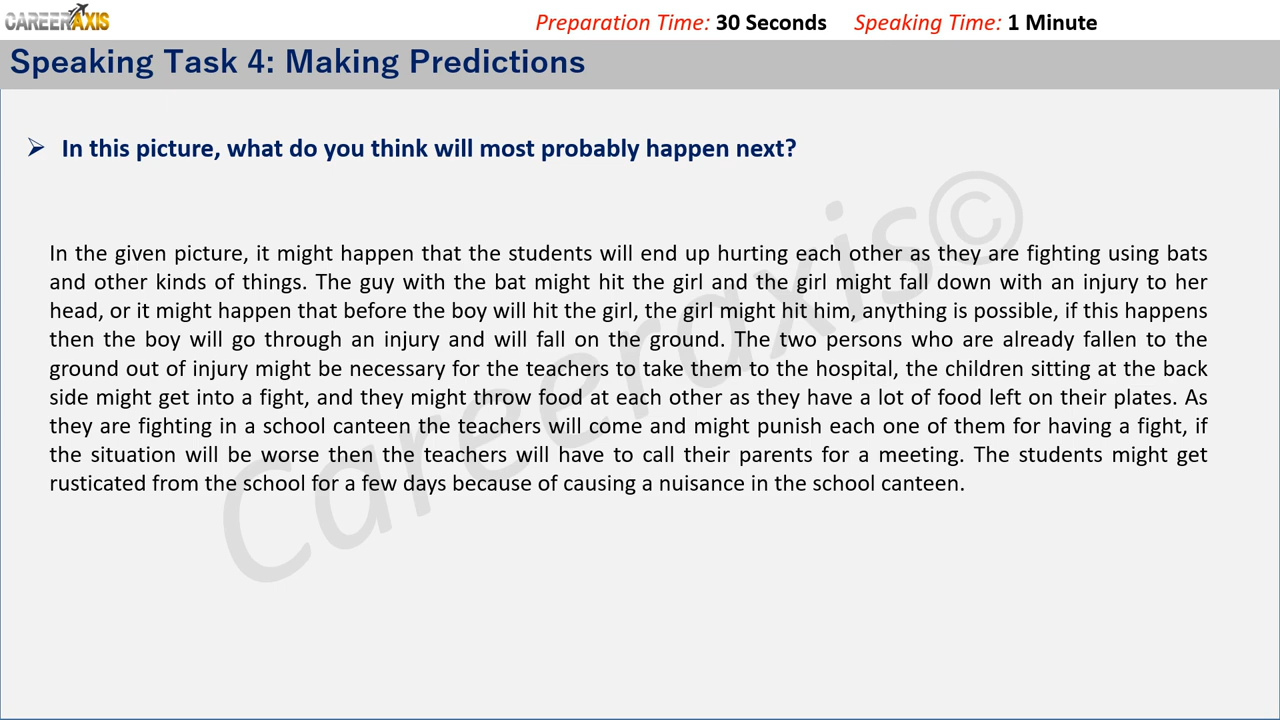 CAREERAXIS
Preparation Time: 30 Seconds Speaking Time: 1 Minute
Speaking Task 4: Making Predictions
In this picture, what do you think will most probably happen next?
In the given picture, it might happen that the students will end up hurting each other as they are fighting using bats
and other kinds of things. The guy with the bat might hit the girl and the girl might fall down with an injury to her
head, or it might happen that before the boy will hit the girl, the girl might hit him, anything is possible, if this happens
then the boy will go through an injury and will fall on the ground. The two persons who are already fallen to the
ground out of injury might be necessary for the teachers to take them to the hospital, the children sitting at the back
side might get into a fight, and they might throw food at each other as they have a lot of food left on their plates. As
they are fighting in a school canteen the teachers will come and might punish each one of them for having a fight, if
the situation will be worse then the teachers will have to call their parents for a meeting. The students might get
rusticated from the school for a few days because of causing a nuisance in the school canteen.
Careeraxis©